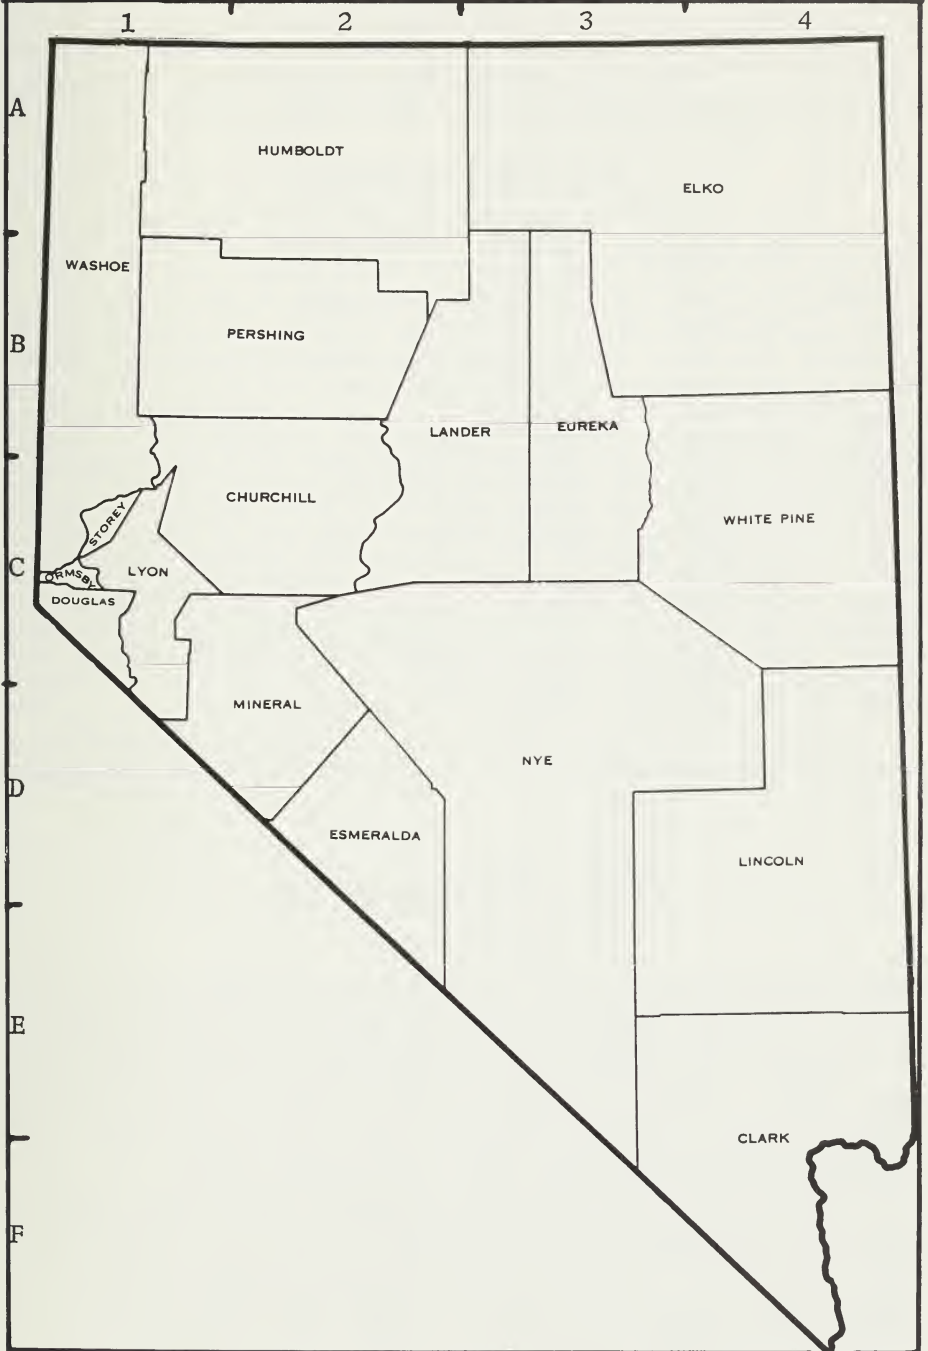 1 2 3 4
A
HUMBOLDT
ELKO
WASHOE
PERSHING
B
LANDER
EUREKA
CHURCHILL
WHITE PINE
STOREY
C
LYON
ORMSBY
DOUGLAS
MINERAL
NYE
D
ESMERALDA
LINCOLN
E
CLARK
F